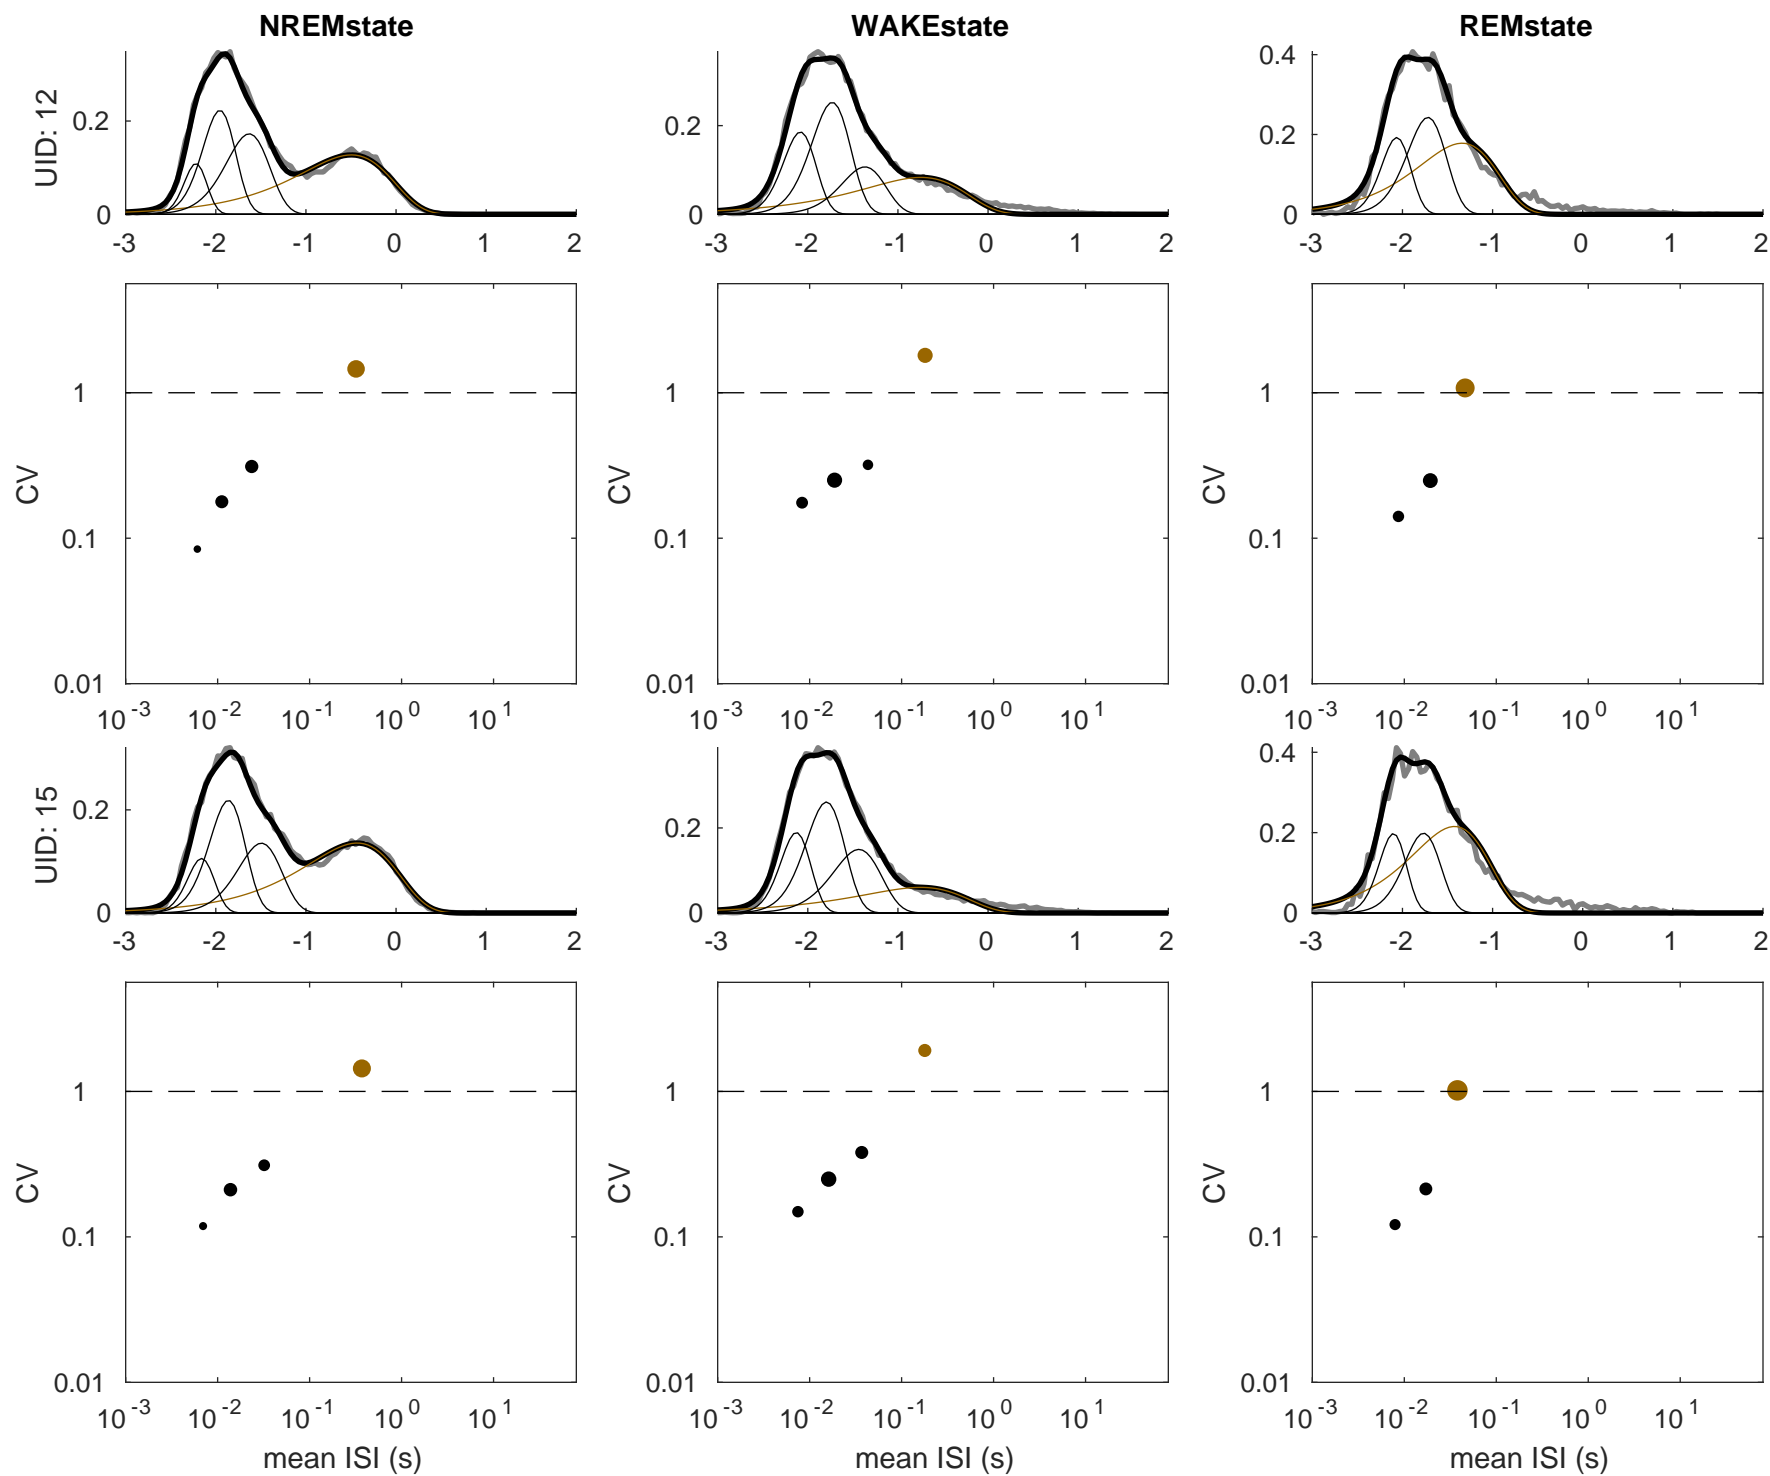 NREMstate WAKEstate REMstate
UID: 12
0.2 0 0.2 0 0.4 0.2 0
-3 -2 -1 0 1 2 -3 -2 -1 0 1 2 -3 -2 -1 0 1 2
CV 1 0.1 0.01 CV 1 0.1 0.01 CV 1 0.1 0.01
10^-3 10^-2 10^-1 10^0 10^1 10^-3 10^-2 10^-1 10^0 10^1 10^-3 10^-2 10^-1 10^0 10^1
UID: 15
0.2 0 0.2 0 0.4 0.2 0
-3 -2 -1 0 1 2 -3 -2 -1 0 1 2 -3 -2 -1 0 1 2
CV 1 0.1 0.01 CV 1 0.1 0.01 CV 1 0.1 0.01
10^-3 10^-2 10^-1 10^0 10^1 10^-3 10^-2 10^-1 10^0 10^1 10^-3 10^-2 10^-1 10^0 10^1
mean ISI (s) mean ISI (s) mean ISI (s)